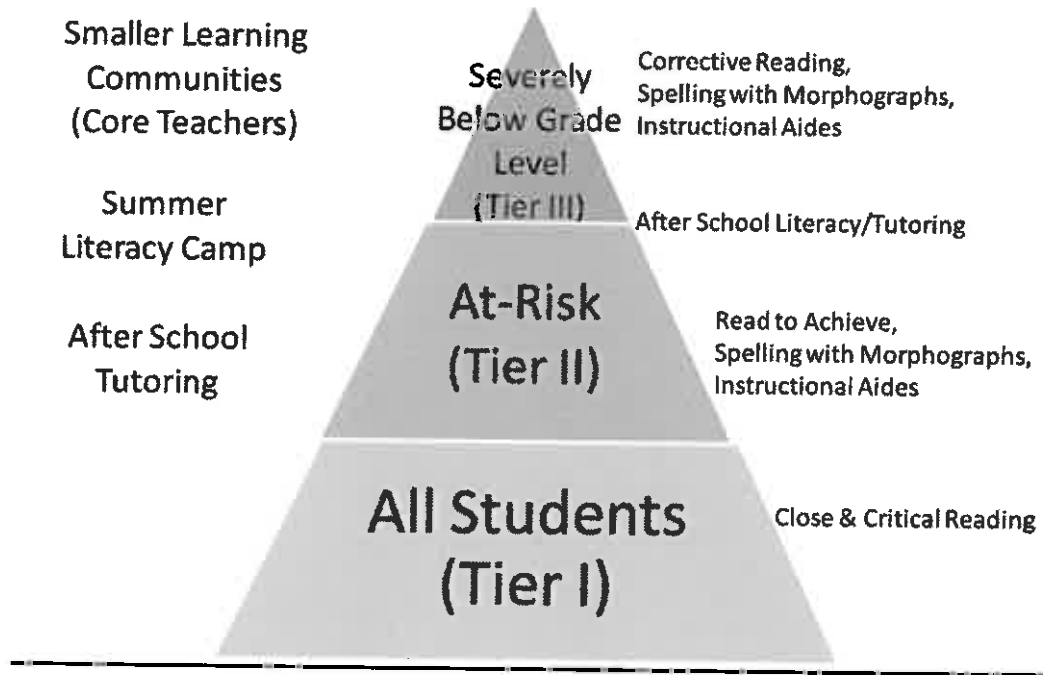 Smaller Learning
Communities
(Core Teachers)
Summer
Literacy Camp
After School
Tutoring
Severely
Below Grade
Level
(Tier III)
At-Risk
(Tier II)
All Students
(Tier I)
Corrective Reading,
Spelling with Morphographs,
Instructional Aides
After School Literacy/Tutoring
Read to Achieve,
Spelling with Morphographs,
Instructional Aides
Close & Critical Reading